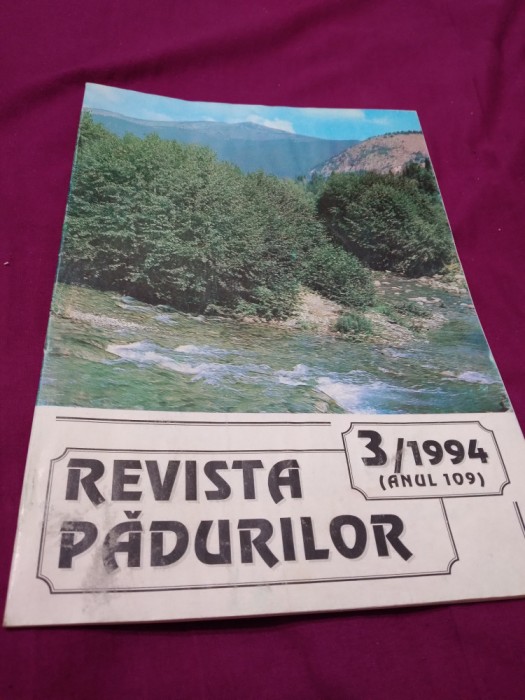 3/1994
(ANUL 109)
REVISTA
PĂDURILOR